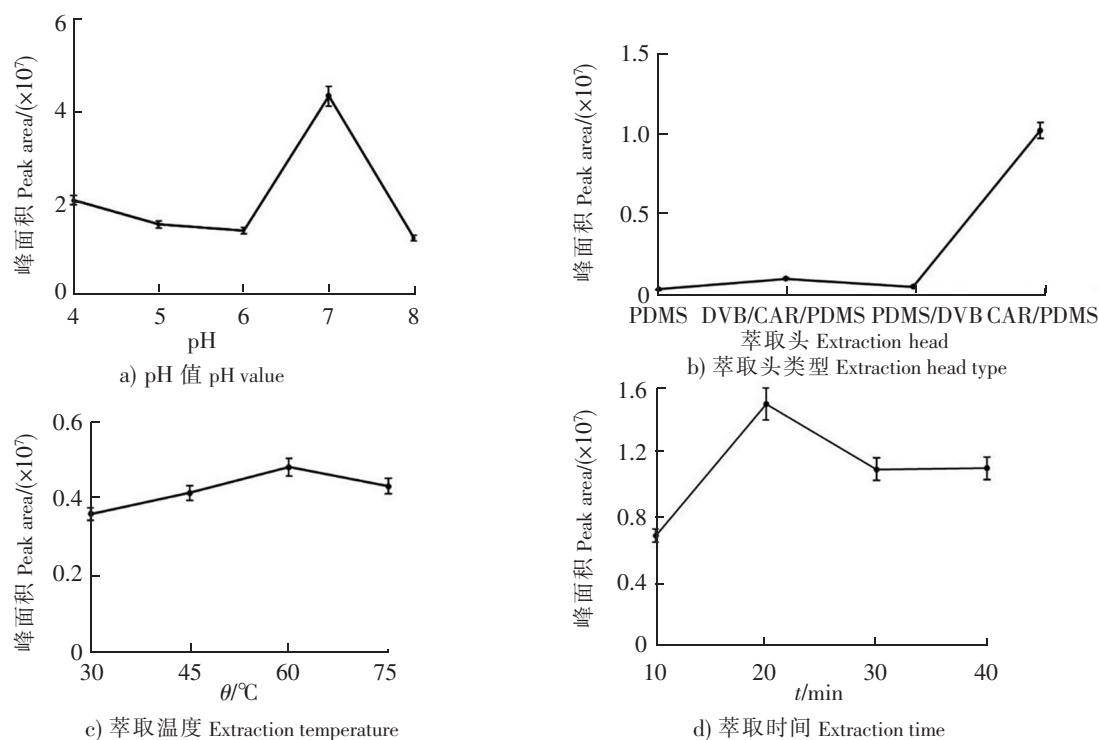 峰面积 Peak area/(×10⁷)
6
4
2
0
4 5 6 7 8
pH
a) pH 值 pH value
峰面积 Peak area/(×10⁷)
1.5
1.0
0.5
0
PDMS DVB/CAR/PDMS PDMS/DVB CAR/PDMS
萃取头 Extraction head
b) 萃取头类型 Extraction head type
峰面积 Peak area/(×10⁷)
0.6
0.4
0.2
0
30 45 60 75
θ/℃
c) 萃取温度 Extraction temperature
峰面积 Peak area/(×10⁷)
1.6
1.2
0.8
0.4
0
10 20 30 40
t/min
d) 萃取时间 Extraction time